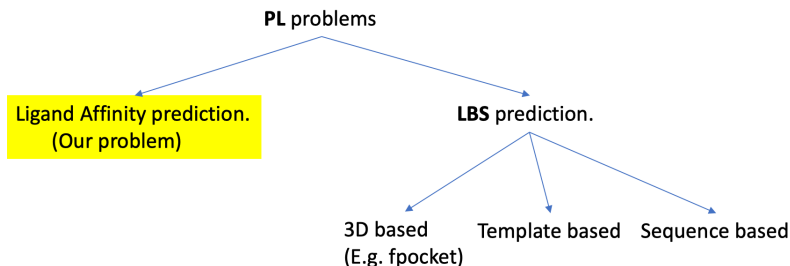 PL problems
Ligand Affinity prediction.
(Our problem)
LBS prediction.
3D based
(E.g. fpocket)
Template based
Sequence based